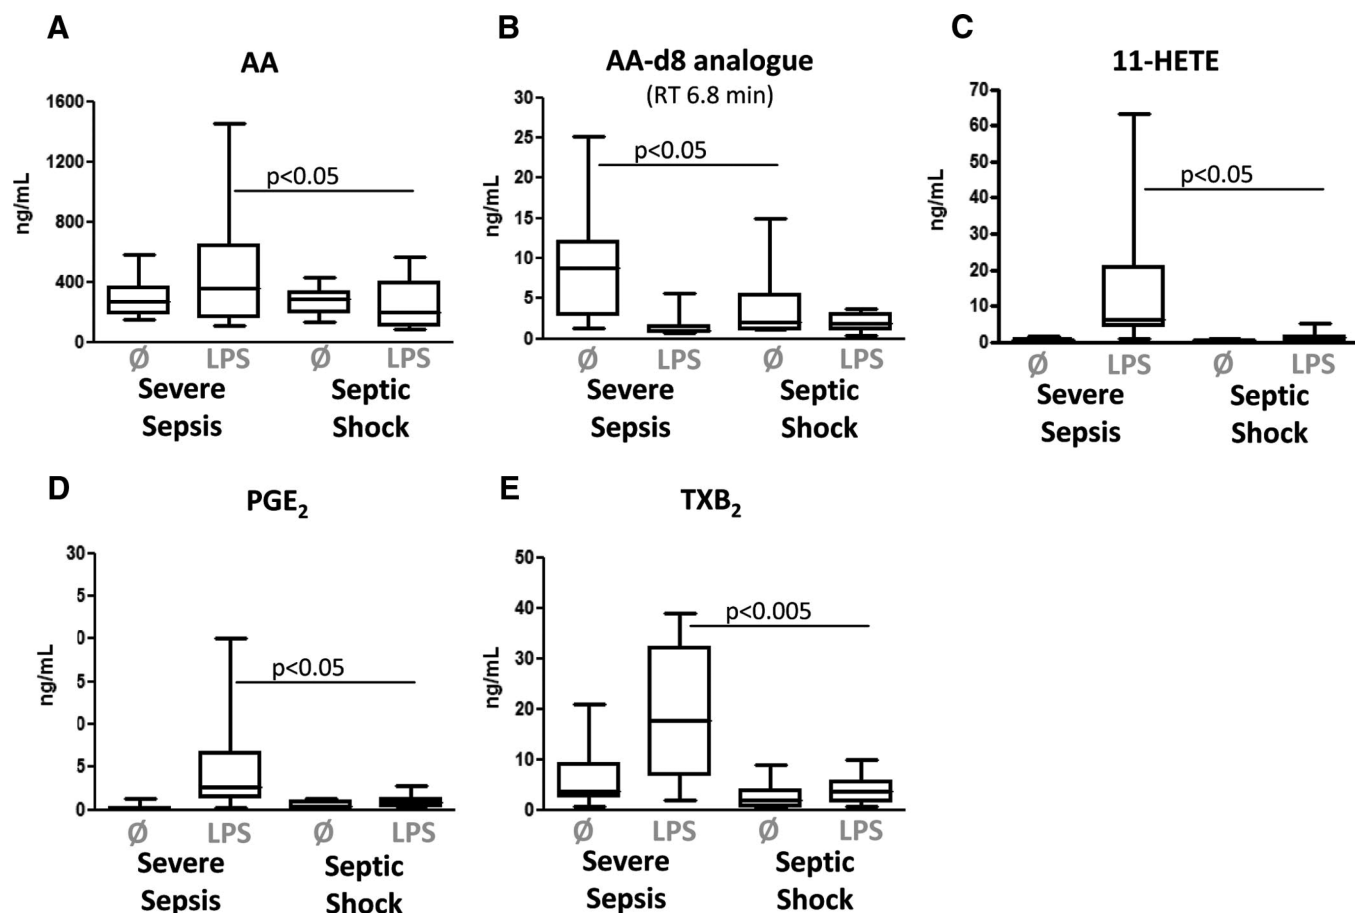 A
AA
1600
1200
800
400
0
ng/mL
p<0.05
Ø LPS Ø LPS
Severe Septic
Sepsis Shock
B
AA-d8 analogue
(RT 6.8 min)
30
25
20
15
10
5
0
ng/mL
p<0.05
Ø LPS Ø LPS
Severe Septic
Sepsis Shock
C
11-HETE
70
60
50
40
30
20
10
0
ng/mL
p<0.05
Ø LPS Ø LPS
Severe Septic
Sepsis Shock
D
PGE2
30
5
0
5
0
5
0
ng/mL
p<0.05
Ø LPS Ø LPS
Severe Septic
Sepsis Shock
E
TXB2
50
40
30
20
10
0
ng/mL
p<0.005
Ø LPS Ø LPS
Severe Septic
Sepsis Shock